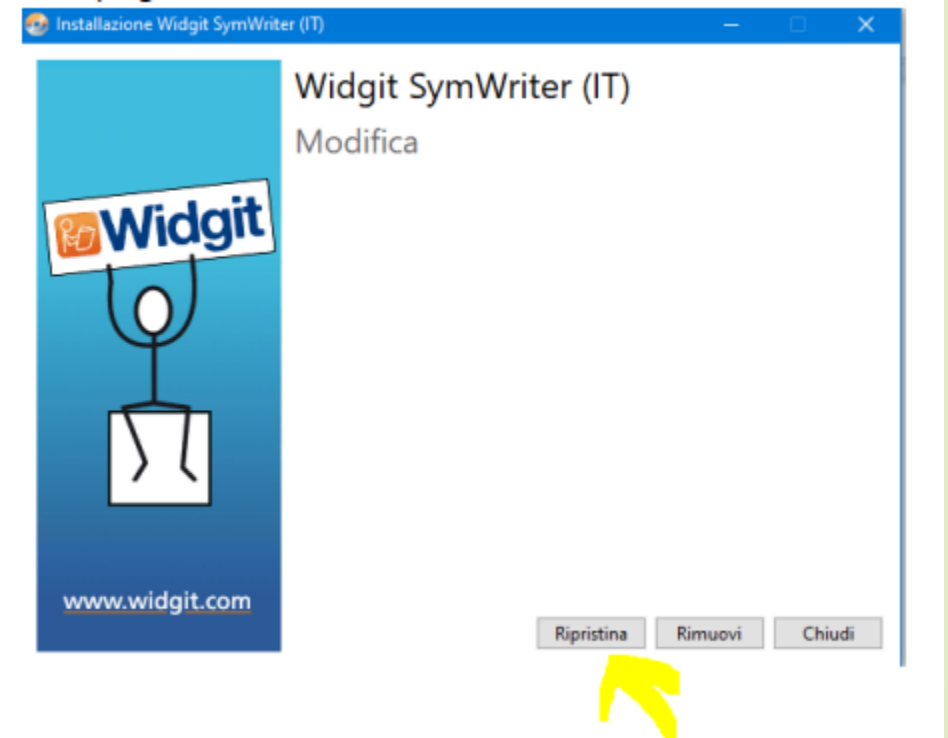 Installazione Widgit SymWriter (IT)
Widgit SymWriter (IT)
Modifica
Widgit
www.widgit.com
Ripristina Rimuovi Chiudi